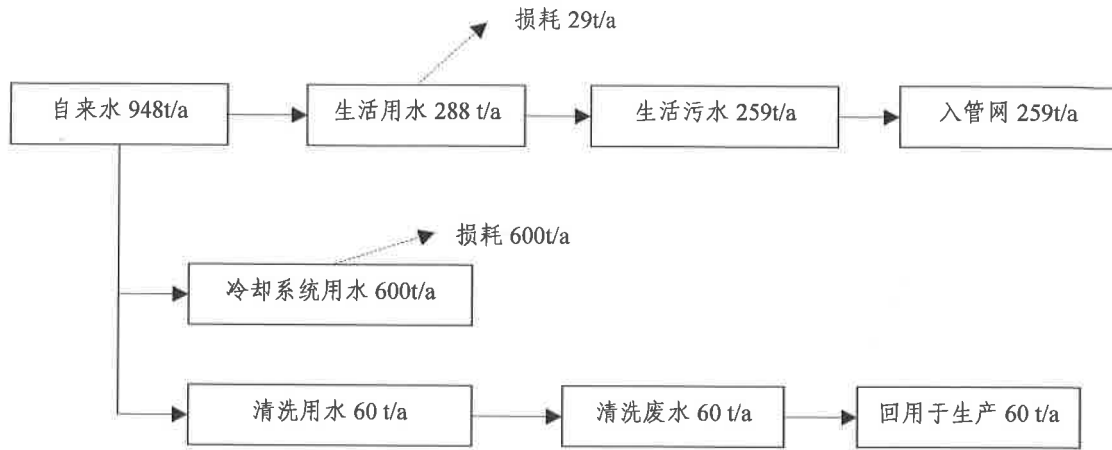 损耗 29t/a
自来水 948t/a
生活用水 288 t/a
生活污水 259t/a
入管网 259t/a
损耗 600t/a
冷却系统用水 600t/a
清洗用水 60 t/a
清洗废水 60 t/a
回用于生产 60 t/a